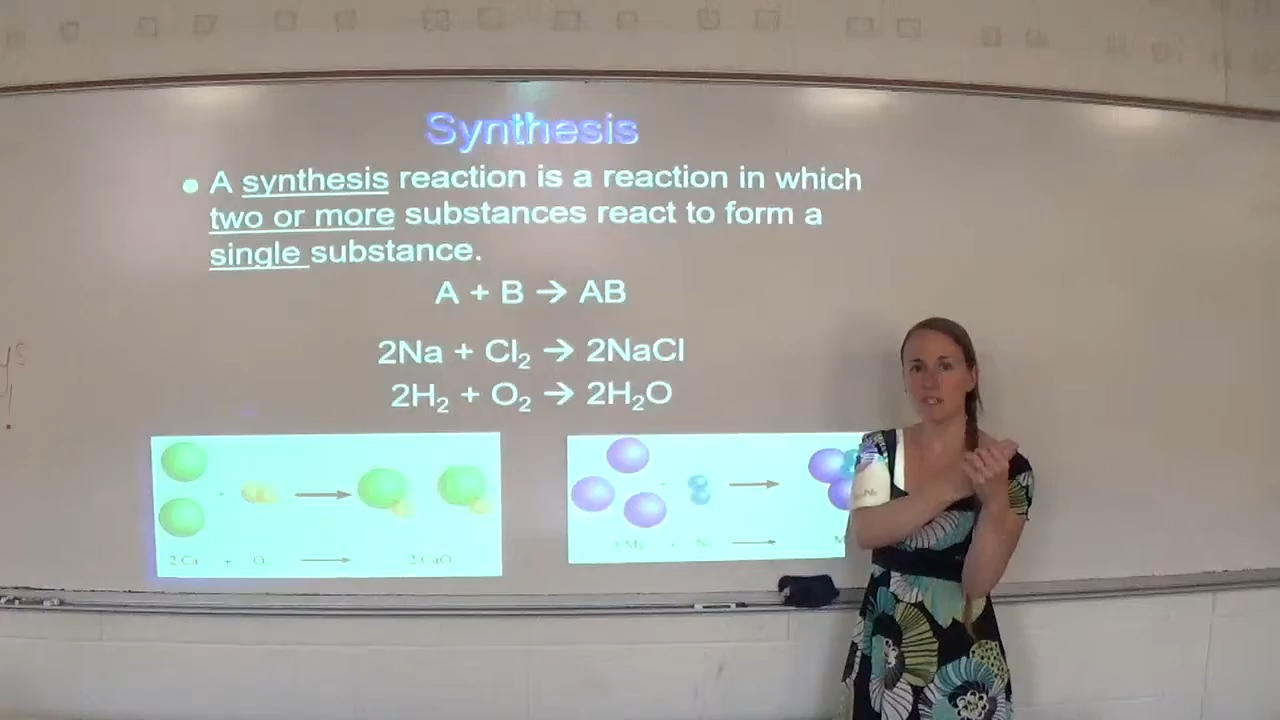 Synthesis
• A synthesis reaction is a reaction in which
two or more substances react to form a
single substance.
A + B → AB
2Na + Cl₂ → 2NaCl
2H₂ + O₂ → 2H₂O
2 Ca + O → 2 CaO